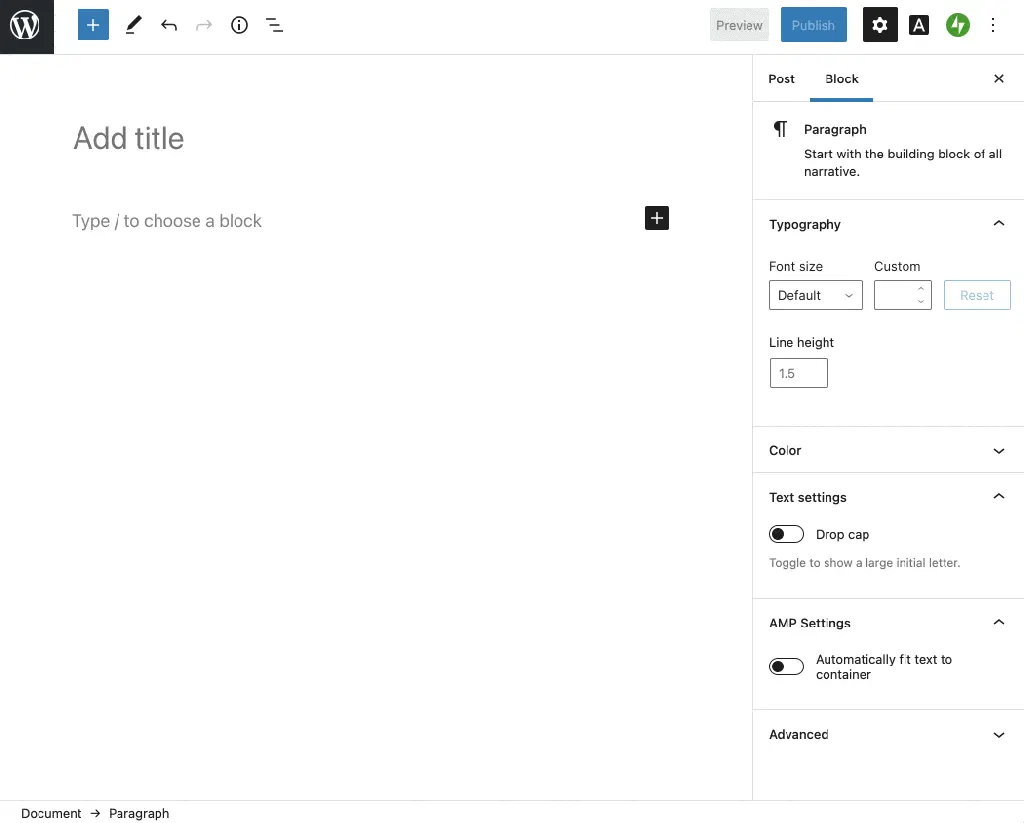 Preview
Publish
A
Post
Block
Add title
Paragraph
Start with the building block of all
narrative.
Type / to choose a block
Typography
Font size
Custom
Default
Reset
Line height
1.5
Color
Text settings
Drop cap
Toggle to show a large initial letter.
AMP Settings
Automatically fit text to
container
Advanced
Document → Paragraph